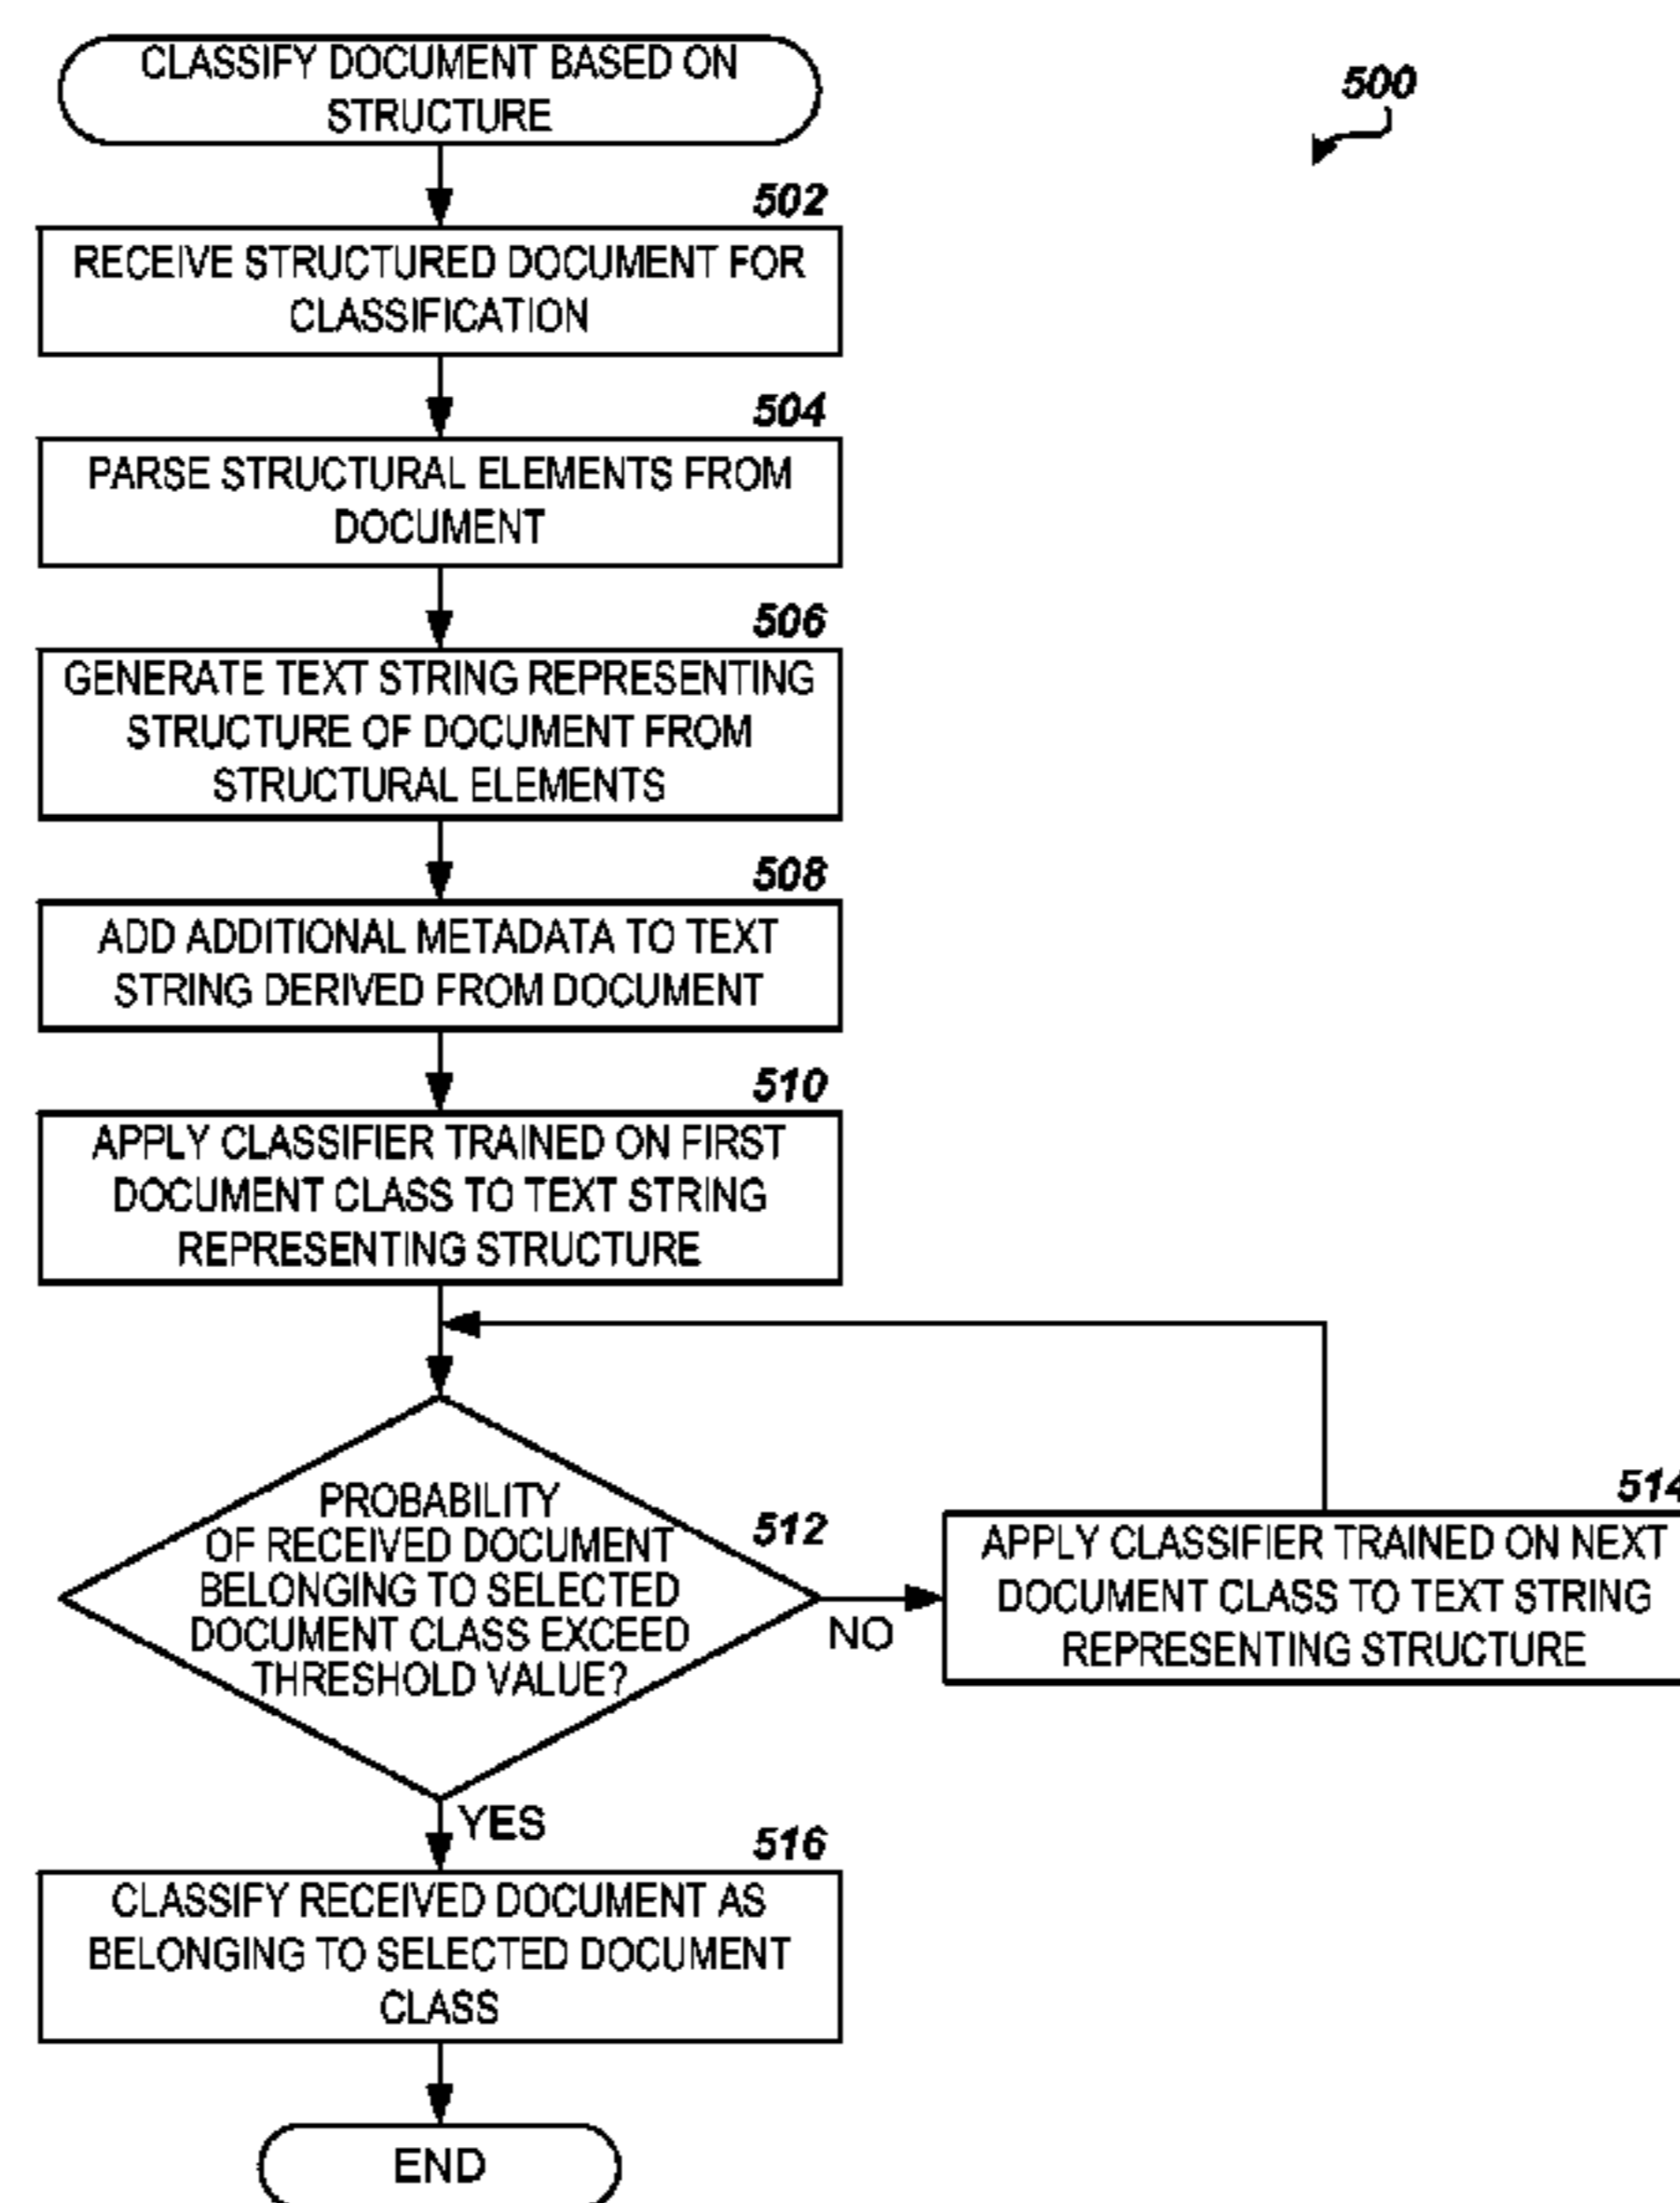 CLASSIFY DOCUMENT BASED ON
STRUCTURE
500
502
RECEIVE STRUCTURED DOCUMENT FOR
CLASSIFICATION
504
PARSE STRUCTURAL ELEMENTS FROM
DOCUMENT
506
GENERATE TEXT STRING REPRESENTING
STRUCTURE OF DOCUMENT FROM
STRUCTURAL ELEMENTS
508
ADD ADDITIONAL METADATA TO TEXT
STRING DERIVED FROM DOCUMENT
510
APPLY CLASSIFIER TRAINED ON FIRST
DOCUMENT CLASS TO TEXT STRING
REPRESENTING STRUCTURE
PROBABILITY
OF RECEIVED DOCUMENT
BELONGING TO SELECTED
DOCUMENT CLASS EXCEED
THRESHOLD VALUE?
512
NO
514
APPLY CLASSIFIER TRAINED ON NEXT
DOCUMENT CLASS TO TEXT STRING
REPRESENTING STRUCTURE
YES
516
CLASSIFY RECEIVED DOCUMENT AS
BELONGING TO SELECTED DOCUMENT
CLASS
END